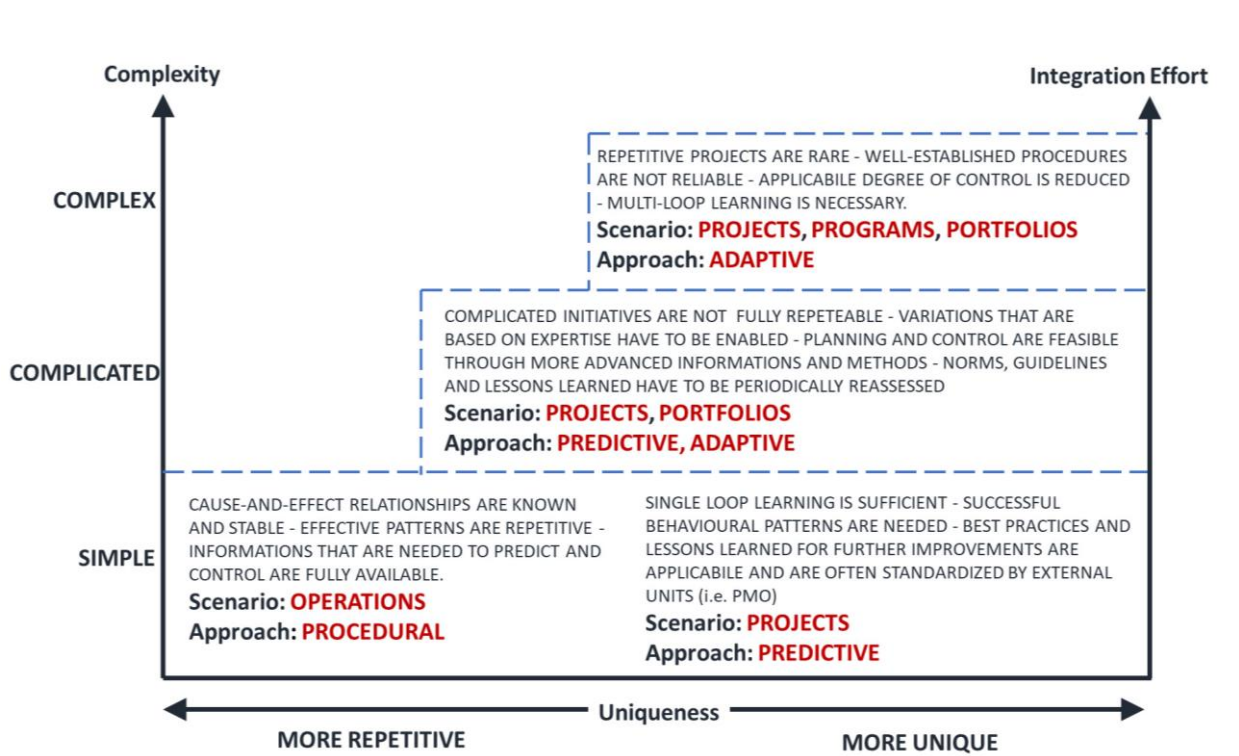 Complexity
Integration Effort
COMPLEX
REPETITIVE PROJECTS ARE RARE - WELL-ESTABLISHED PROCEDURES
ARE NOT RELIABLE - APPLICABILE DEGREE OF CONTROL IS REDUCED
- MULTI-LOOP LEARNING IS NECESSARY.
Scenario: PROJECTS, PROGRAMS, PORTFOLIOS
Approach: ADAPTIVE
COMPLICATED
COMPLICATED INITIATIVES ARE NOT FULLY REPETEABLE - VARIATIONS THAT ARE
BASED ON EXPERTISE HAVE TO BE ENABLED - PLANNING AND CONTROL ARE FEASIBLE
THROUGH MORE ADVANCED INFORMATIONS AND METHODS - NORMS, GUIDELINES
AND LESSONS LEARNED HAVE TO BE PERIODICALLY REASSESSED
Scenario: PROJECTS, PORTFOLIOS
Approach: PREDICTIVE, ADAPTIVE
SIMPLE
CAUSE-AND-EFFECT RELATIONSHIPS ARE KNOWN
AND STABLE - EFFECTIVE PATTERNS ARE REPETITIVE -
INFORMATIONS THAT ARE NEEDED TO PREDICT AND
CONTROL ARE FULLY AVAILABLE.
Scenario: OPERATIONS
Approach: PROCEDURAL
SINGLE LOOP LEARNING IS SUFFICIENT - SUCCESSFUL
BEHAVIOURAL PATTERNS ARE NEEDED - BEST PRACTICES AND
LESSONS LEARNED FOR FURTHER IMPROVEMENTS ARE
APPLICABILE AND ARE OFTEN STANDARDIZED BY EXTERNAL
UNITS (i.e. PMO)
Scenario: PROJECTS
Approach: PREDICTIVE
Uniqueness
MORE REPETITIVE
MORE UNIQUE